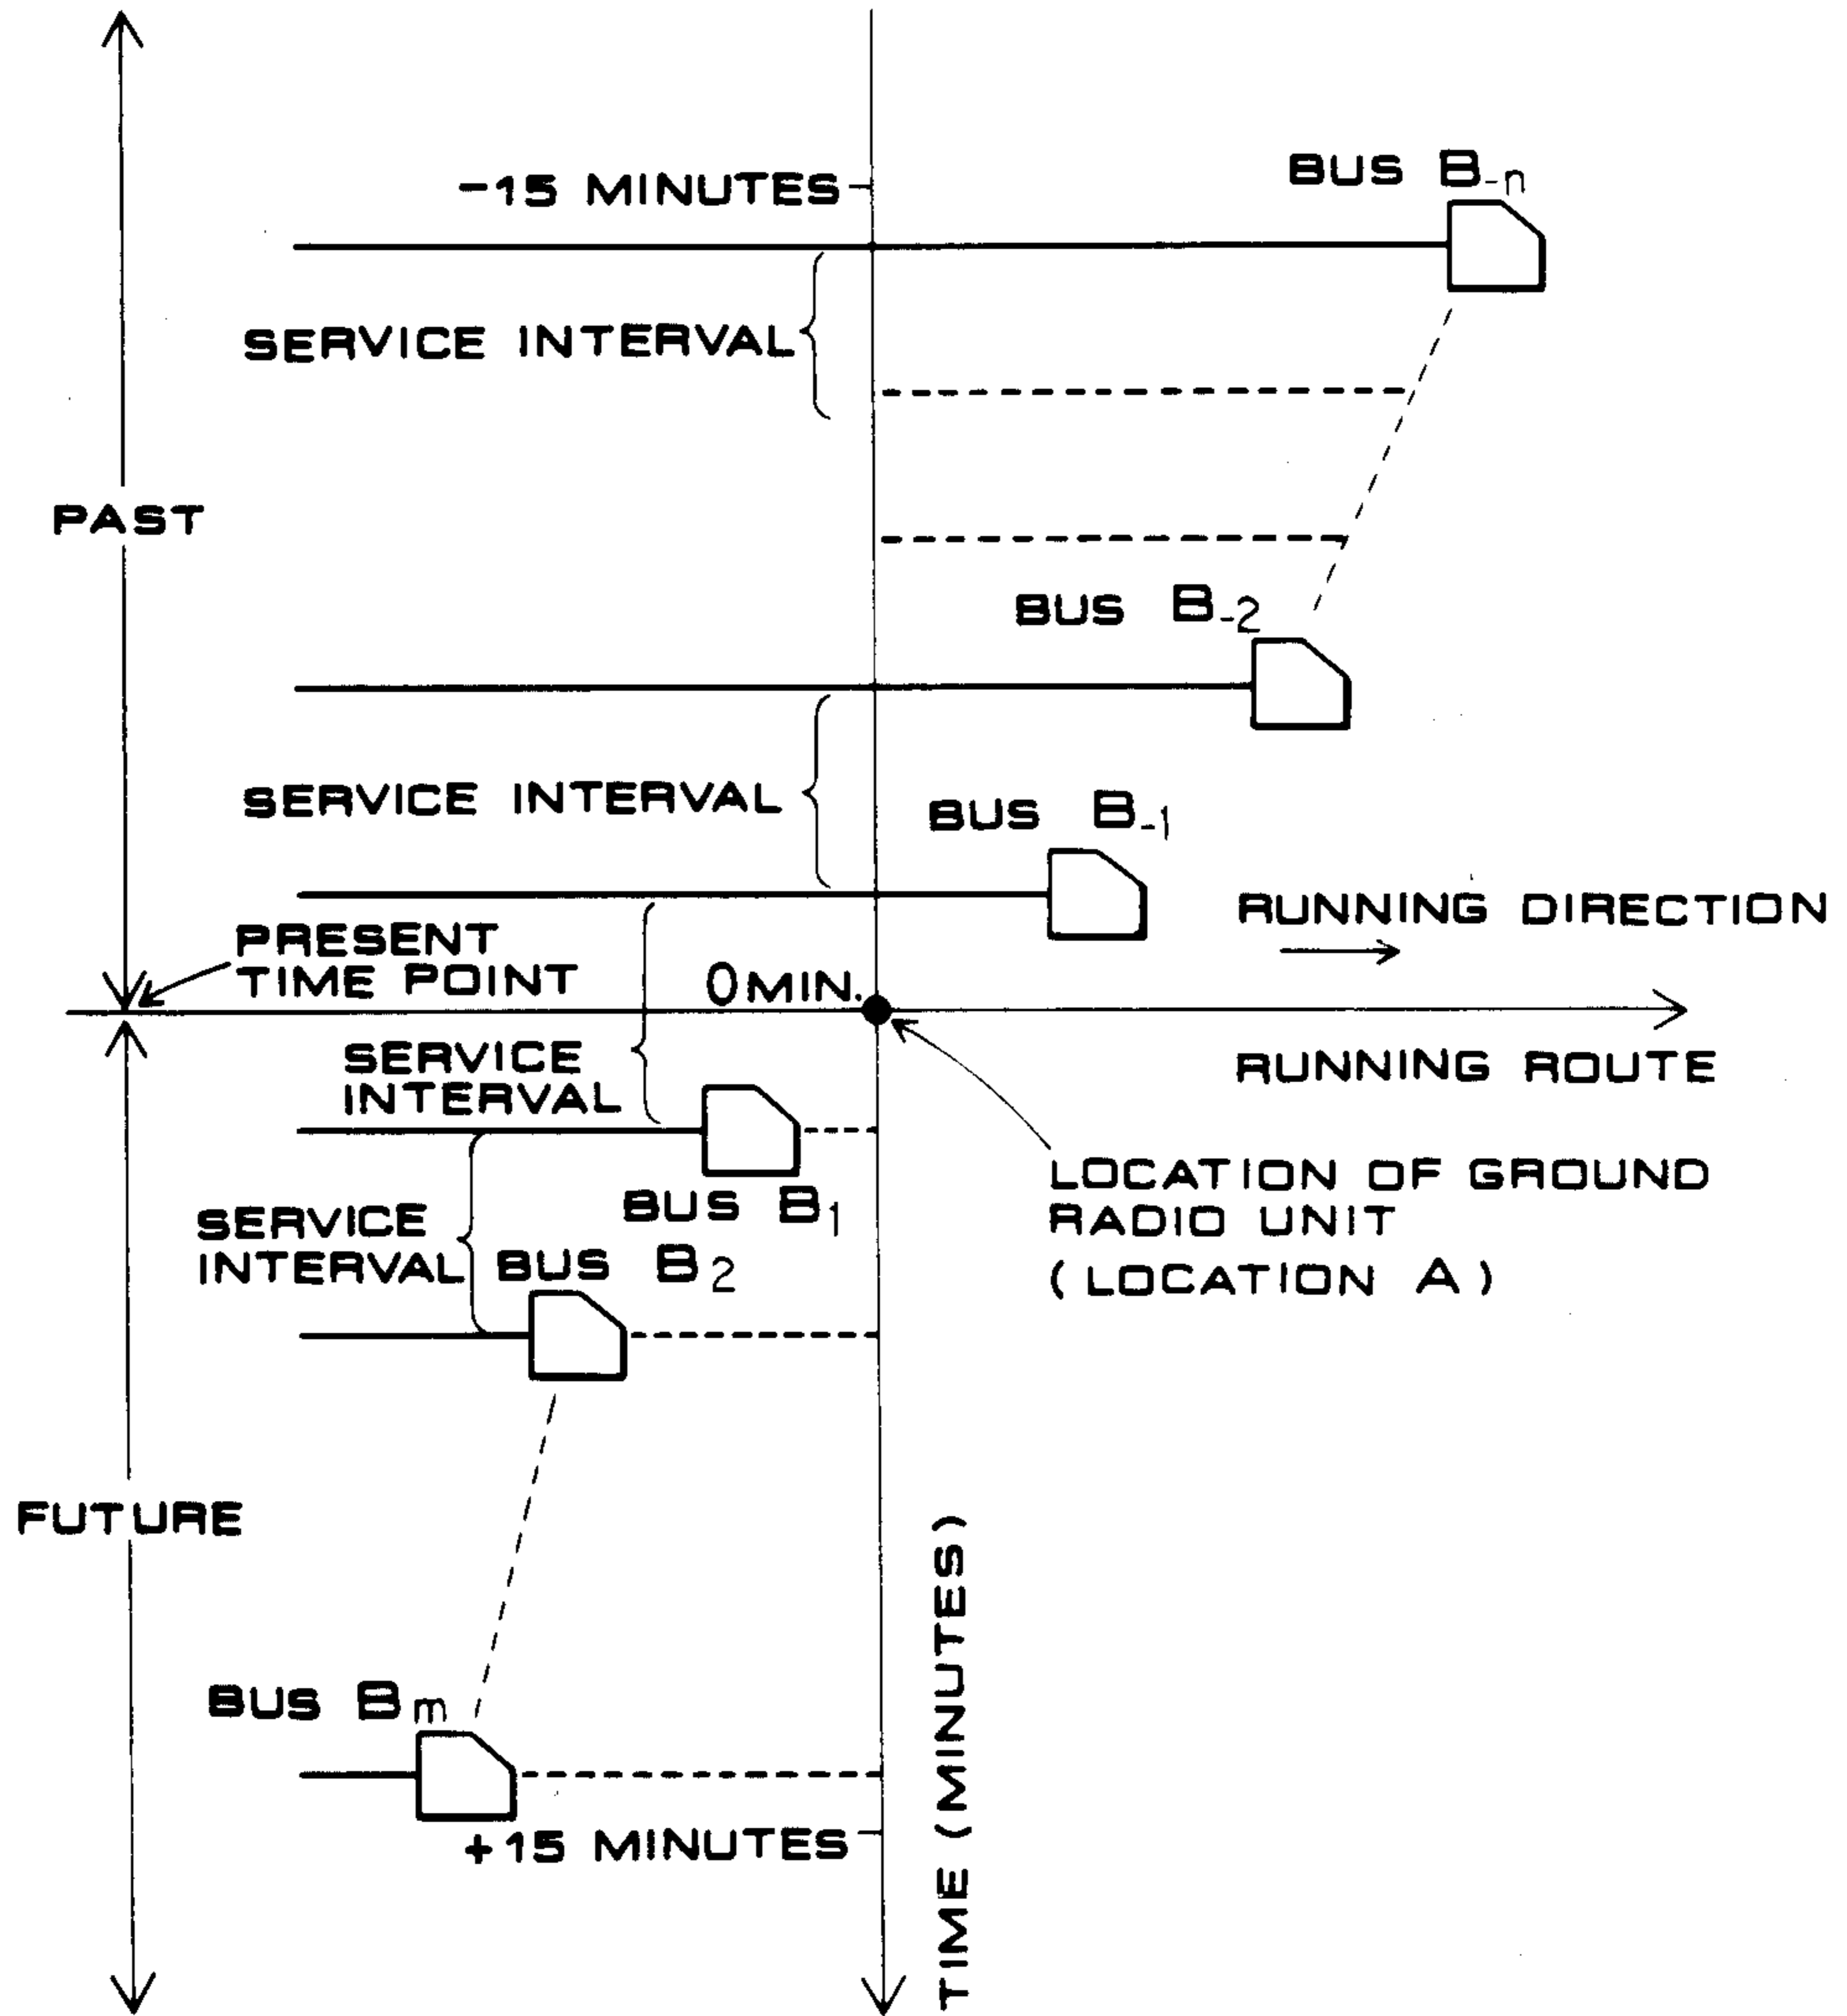 -15 MINUTES
BUS B-n
SERVICE INTERVAL
PAST
BUS B-2
SERVICE INTERVAL
BUS B-1
RUNNING DIRECTION
PRESENT
TIME POINT
0 MIN.
SERVICE
INTERVAL
RUNNING ROUTE
LOCATION OF GROUND
RADIO UNIT
(LOCATION A)
BUS B1
SERVICE
INTERVAL
BUS B2
FUTURE
TIME (MINUTES)
BUS Bm
+15 MINUTES